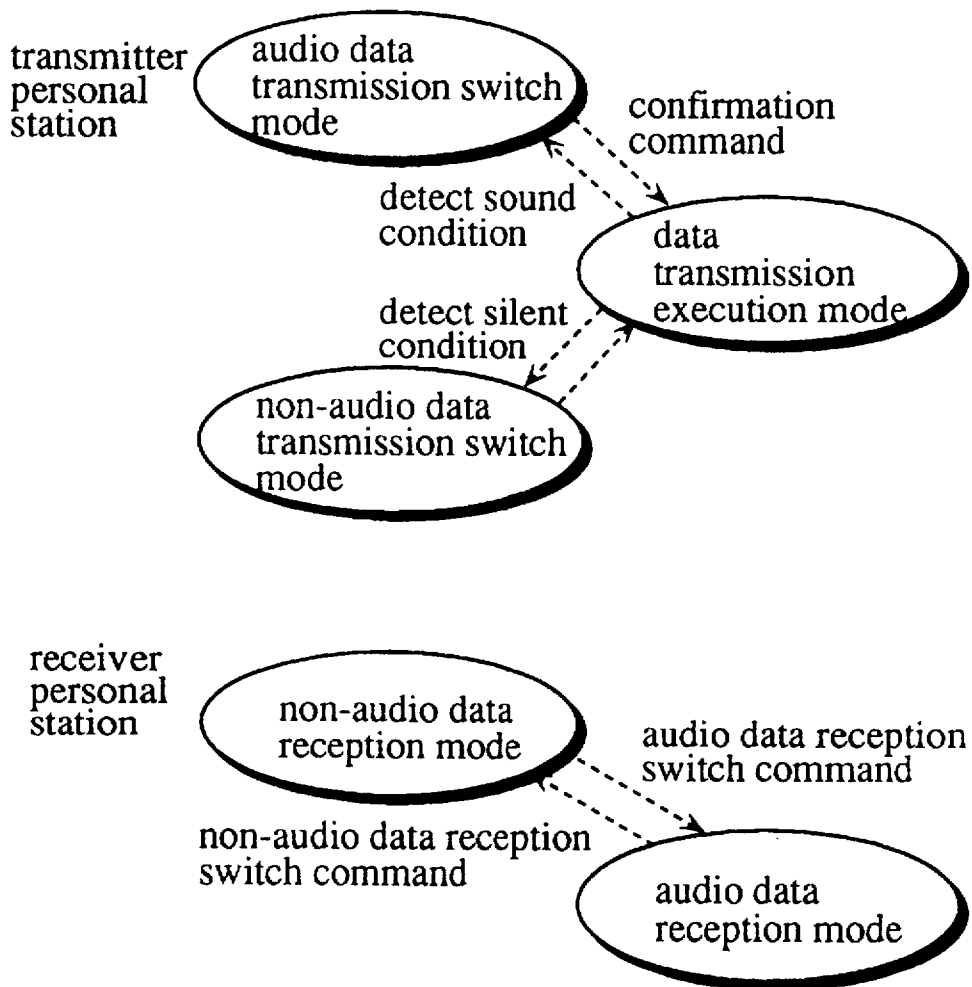 transmitter
personal
station
audio data
transmission switch
mode
confirmation
command
detect sound
condition
data
transmission
execution mode
detect silent
condition
non-audio data
transmission switch
mode
receiver
personal
station
non-audio data
reception mode
audio data reception
switch command
non-audio data reception
switch command
audio data
reception mode